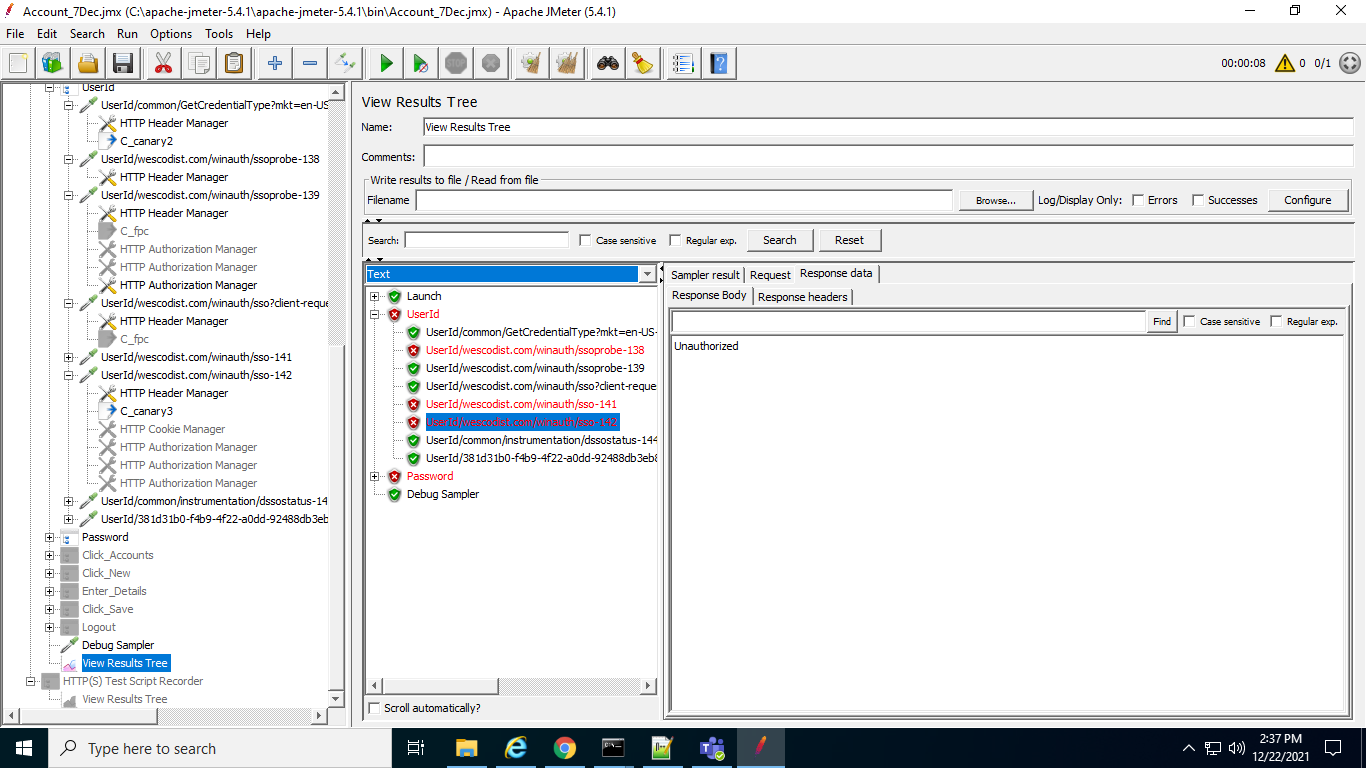 Account_7Dec.jmx (C:\apache-jmeter-5.4.1\apache-jmeter-5.4.1\bin\Account_7Dec.jmx) - Apache JMeter (5.4.1)
File Edit Search Run Options Tools Help
00:00:08 0 0/1
UserId
UserId/common/GetCredentialType?mkt=en-US
HTTP Header Manager
C_canary2
UserId/wescodist.com/winauth/ssoprobe-138
HTTP Header Manager
UserId/wescodist.com/winauth/ssoprobe-139
HTTP Header Manager
C_fpc
HTTP Authorization Manager
HTTP Authorization Manager
HTTP Authorization Manager
UserId/wescodist.com/winauth/sso?client-reque
HTTP Header Manager
C_fpc
UserId/wescodist.com/winauth/sso-141
UserId/wescodist.com/winauth/sso-142
HTTP Header Manager
C_canary3
HTTP Cookie Manager
HTTP Authorization Manager
HTTP Authorization Manager
HTTP Authorization Manager
UserId/common/instrumentation/dssostatus-14
UserId/381d31b0-f4b9-4f22-a0dd-92488db3eb
Password
Click_Accounts
Click_New
Enter_Details
Click_Save
Logout
Debug Sampler
View Results Tree
HTTP(S) Test Script Recorder
View Results Tree
View Results Tree
Name: View Results Tree
Comments:
Write results to file / Read from file
Filename Browse... Log/Display Only: Errors Successes Configure
Search: Case sensitive Regular exp. Search Reset
Text
Launch
UserId
UserId/common/GetCredentialType?mkt=en-US-
UserId/wescodist.com/winauth/ssoprobe-138
UserId/wescodist.com/winauth/ssoprobe-139
UserId/wescodist.com/winauth/sso?client-reque
UserId/wescodist.com/winauth/sso-141
UserId/wescodist.com/winauth/sso-142
UserId/common/instrumentation/dssostatus-144
UserId/381d31b0-f4b9-4f22-a0dd-92488db3eb8
Password
Debug Sampler
Scroll automatically?
Sampler result Request Response data
Response Body Response headers
Find Case sensitive Regular exp.
Unauthorized
Type here to search
2:37 PM
12/22/2021